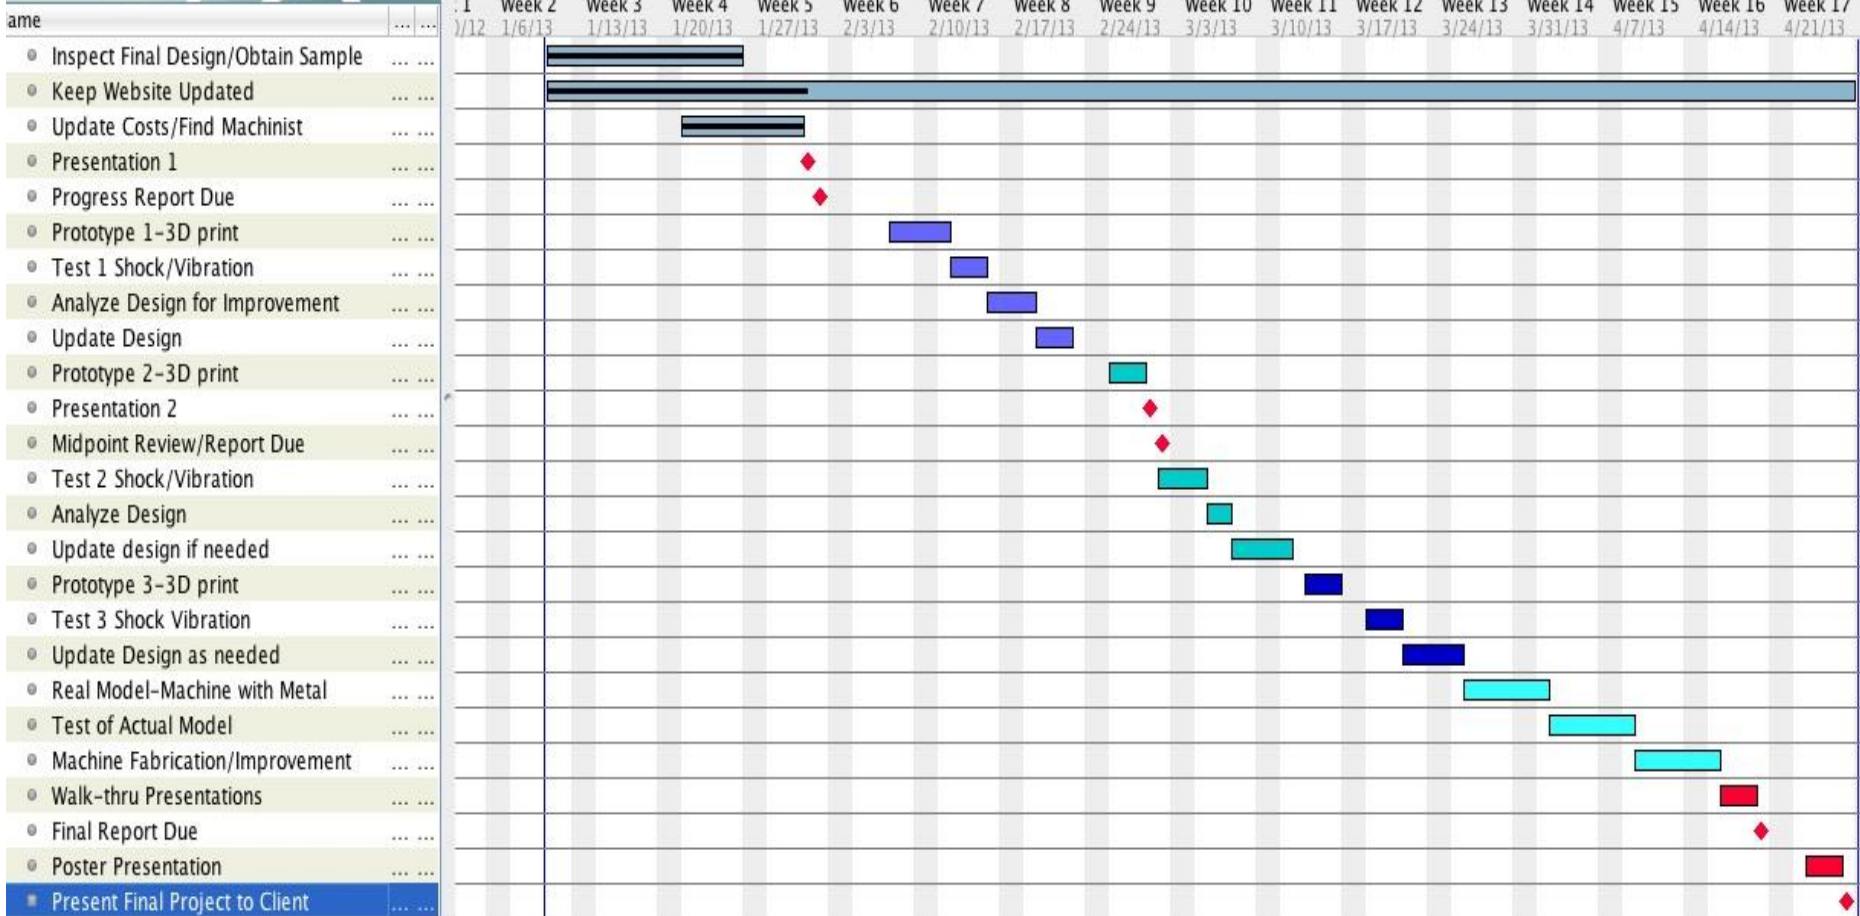 : 1 Week 2 Week 3 Week 4 Week 5 Week 6 Week 7 Week 8 Week 9 Week 10 Week 11 Week 12 Week 13 Week 14 Week 15 Week 16 Week 17
ame ... ... )/12 1/6/13 1/13/13 1/20/13 1/27/13 2/3/13 2/10/13 2/17/13 2/24/13 3/3/13 3/10/13 3/17/13 3/24/13 3/31/13 4/7/13 4/14/13 4/21/13
Inspect Final Design/Obtain Sample ... ...
Keep Website Updated ... ...
Update Costs/Find Machinist ... ...
Presentation 1 ... ...
Progress Report Due ... ...
Prototype 1-3D print ... ...
Test 1 Shock/Vibration ... ...
Analyze Design for Improvement ... ...
Update Design ... ...
Prototype 2-3D print ... ...
Presentation 2 ... ...
Midpoint Review/Report Due ... ...
Test 2 Shock/Vibration ... ...
Analyze Design ... ...
Update design if needed ... ...
Prototype 3-3D print ... ...
Test 3 Shock Vibration ... ...
Update Design as needed ... ...
Real Model-Machine with Metal ... ...
Test of Actual Model ... ...
Machine Fabrication/Improvement ... ...
Walk-thru Presentations ... ...
Final Report Due ... ...
Poster Presentation ... ...
Present Final Project to Client ... ...